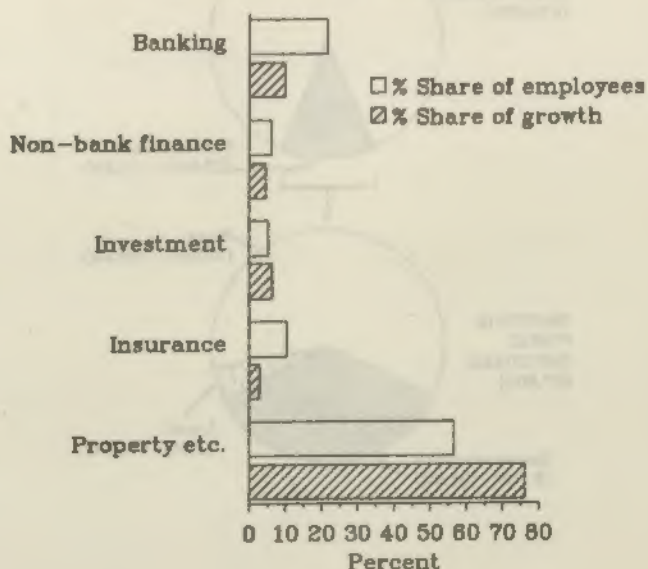 Banking
% Share of employees
% Share of growth
Non-bank finance
Investment
Insurance
Property etc.
0 10 20 30 40 50 60 70 80
Percent